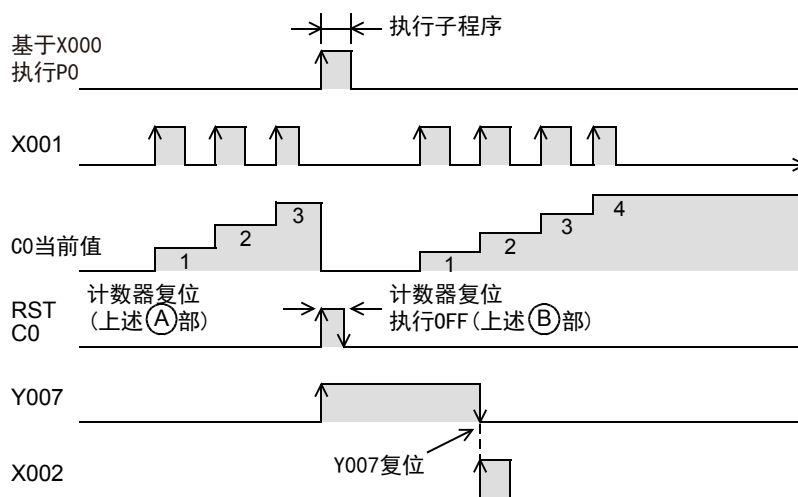 执行子程序
基于X000
执行P0
X001
C0当前值
1
2
3
1
2
3
4
RST
C0
计数器复位
(上述Ⓐ部)
计数器复位
执行OFF(上述Ⓑ部)
Y007
Y007复位
X002